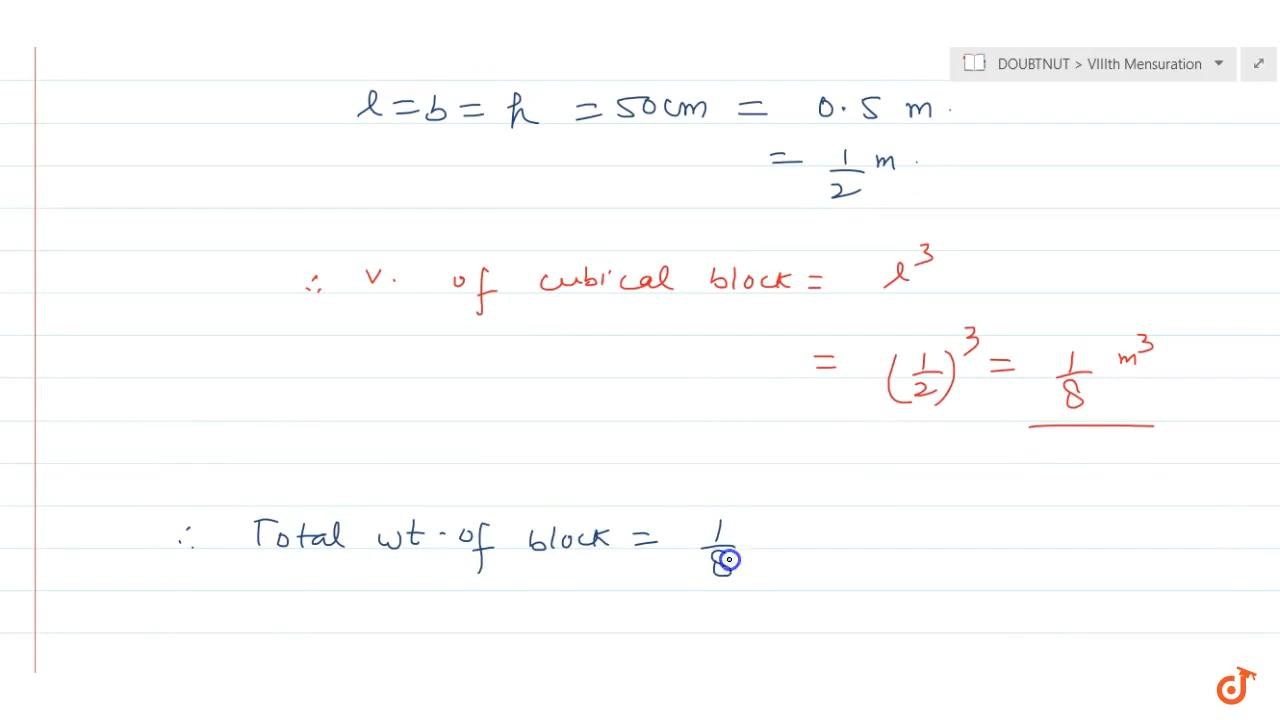 DOUBTNUT > VIIIth Mensuration
l = b = h = 50cm = 0.5 m.
= 1/2 m.
∴ V. of cubical block = l³
= (1/2)³ = 1/8 m³
∴ Total wt. of block = 1/8